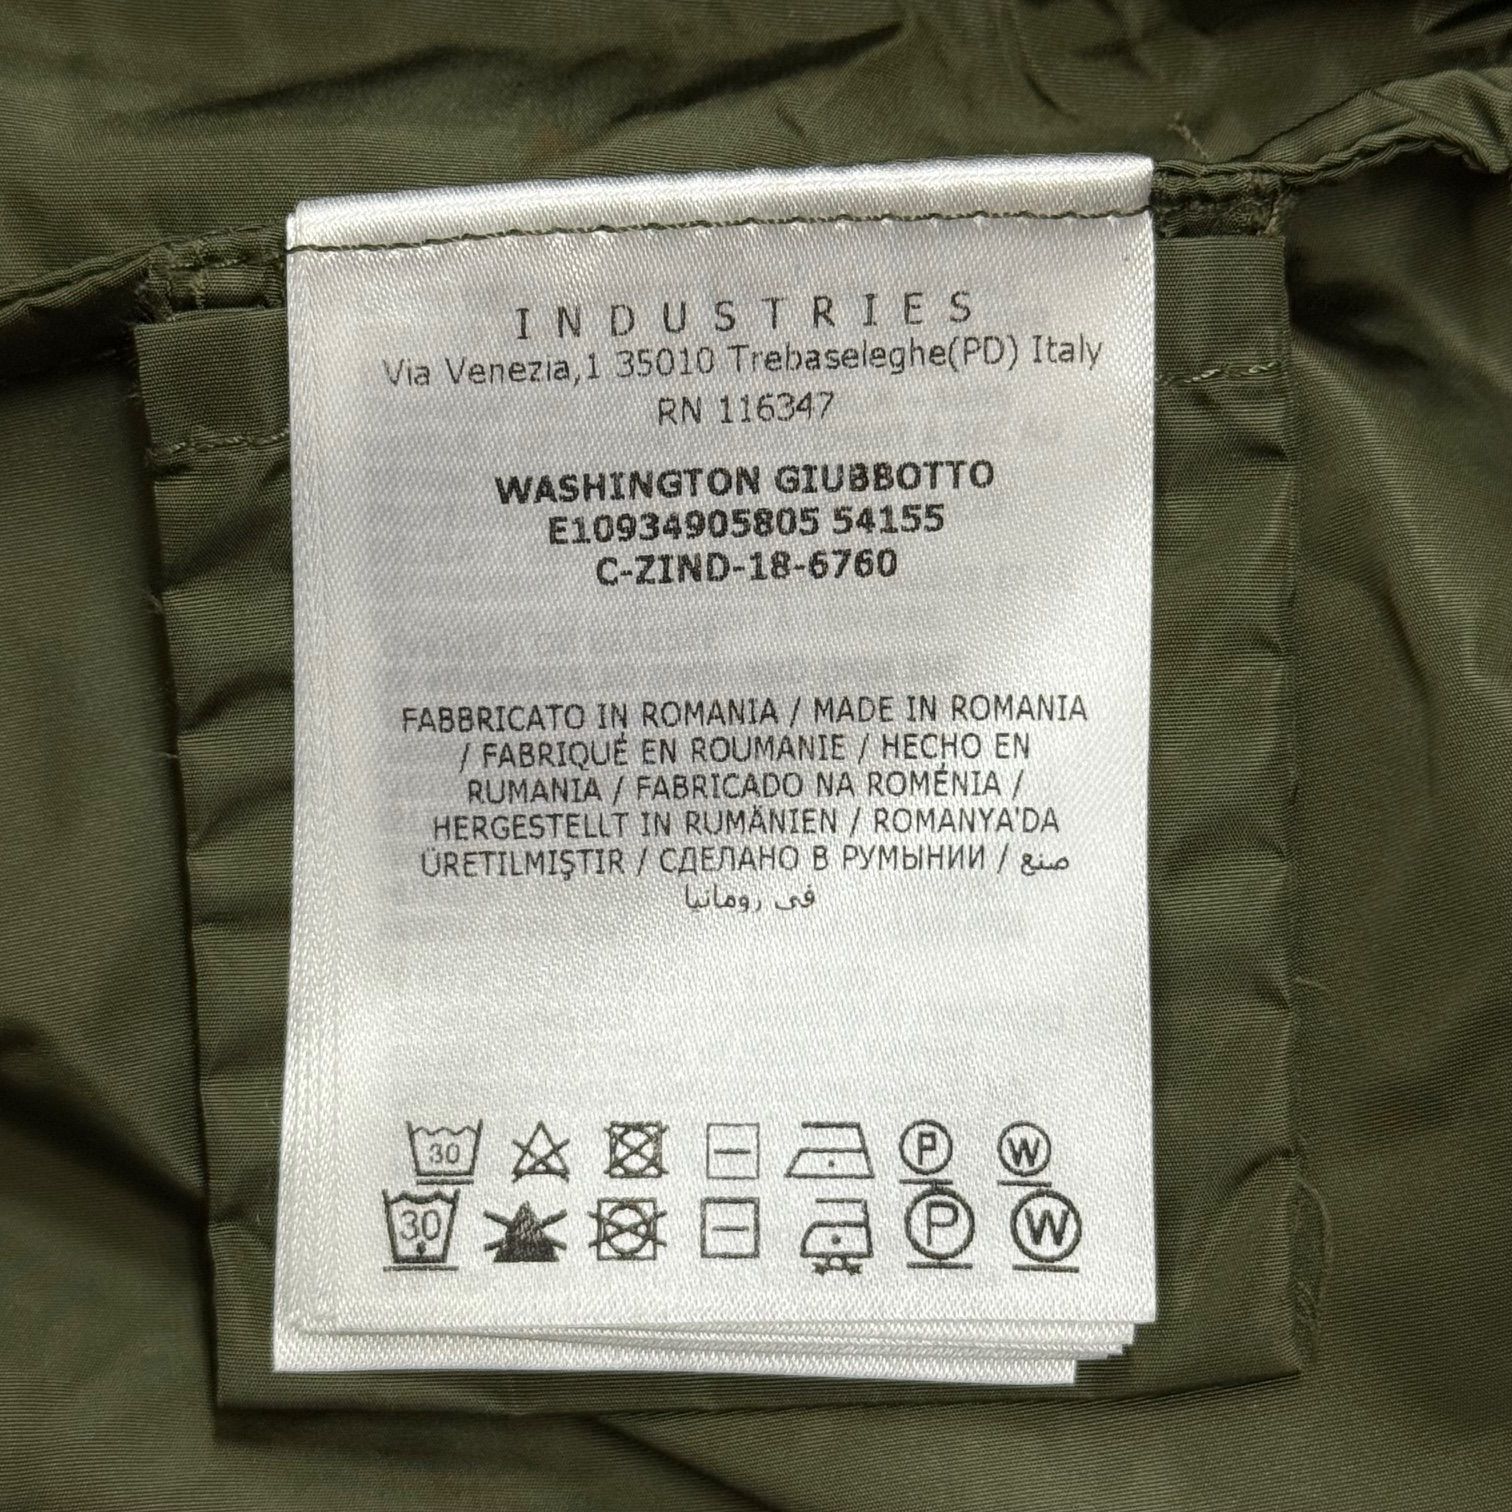 INDUSTRIES
Via Venezia,1 35010 Trebaseleghe(PD) Italy
RN 116347
WASHINGTON GIUBBOTTO
E10934905805 54155
C-ZIND-18-6760
FABBRICATO IN ROMANIA / MADE IN ROMANIA
/ FABRIQUÉ EN ROUMANIE / HECHO EN
RUMANIA / FABRICADO NA ROMÉNIA /
HERGESTELLT IN RUMÄNIEN / ROMANYA'DA
ÜRETILMIŞTIR / СДЕЛАНО В РУМЫНИИ / صنع
في رومانيا
30 P W
30 P W